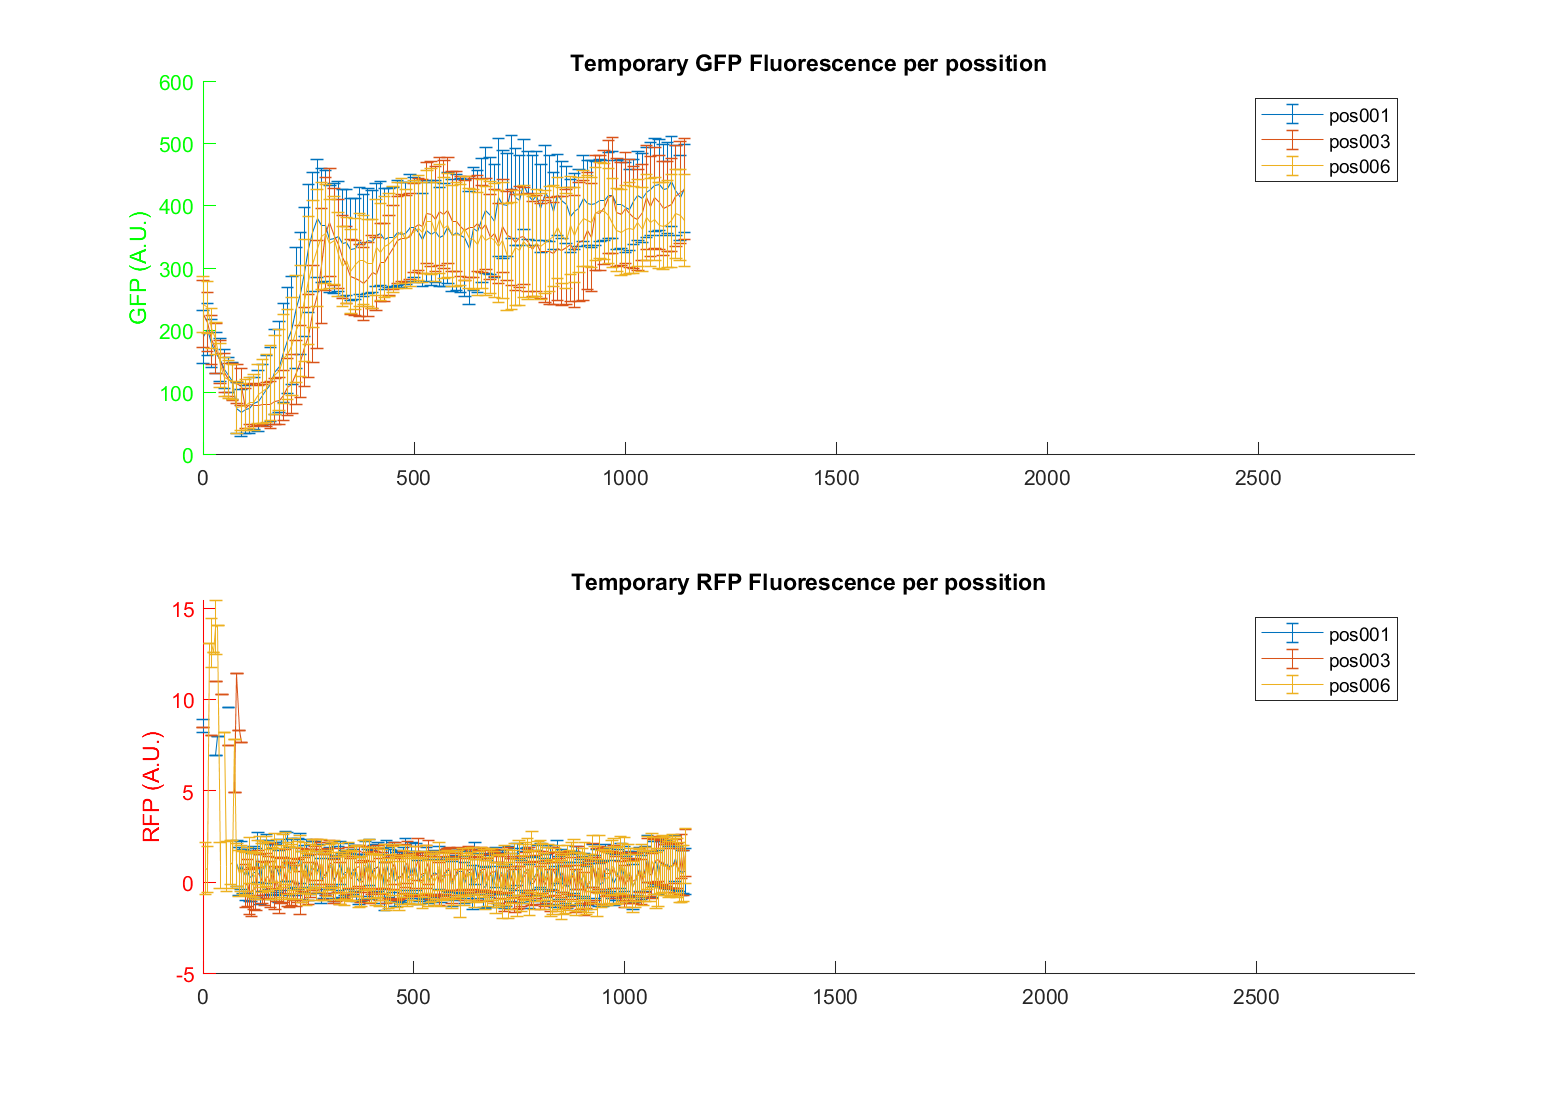 Temporary GFP Fluorescence per possition
600
500
400
300
200
100
0
GFP (A.U.)
0 500 1000 1500 2000 2500
pos001
pos003
pos006
Temporary RFP Fluorescence per possition
15
10
5
0
-5
RFP (A.U.)
0 500 1000 1500 2000 2500
pos001
pos003
pos006